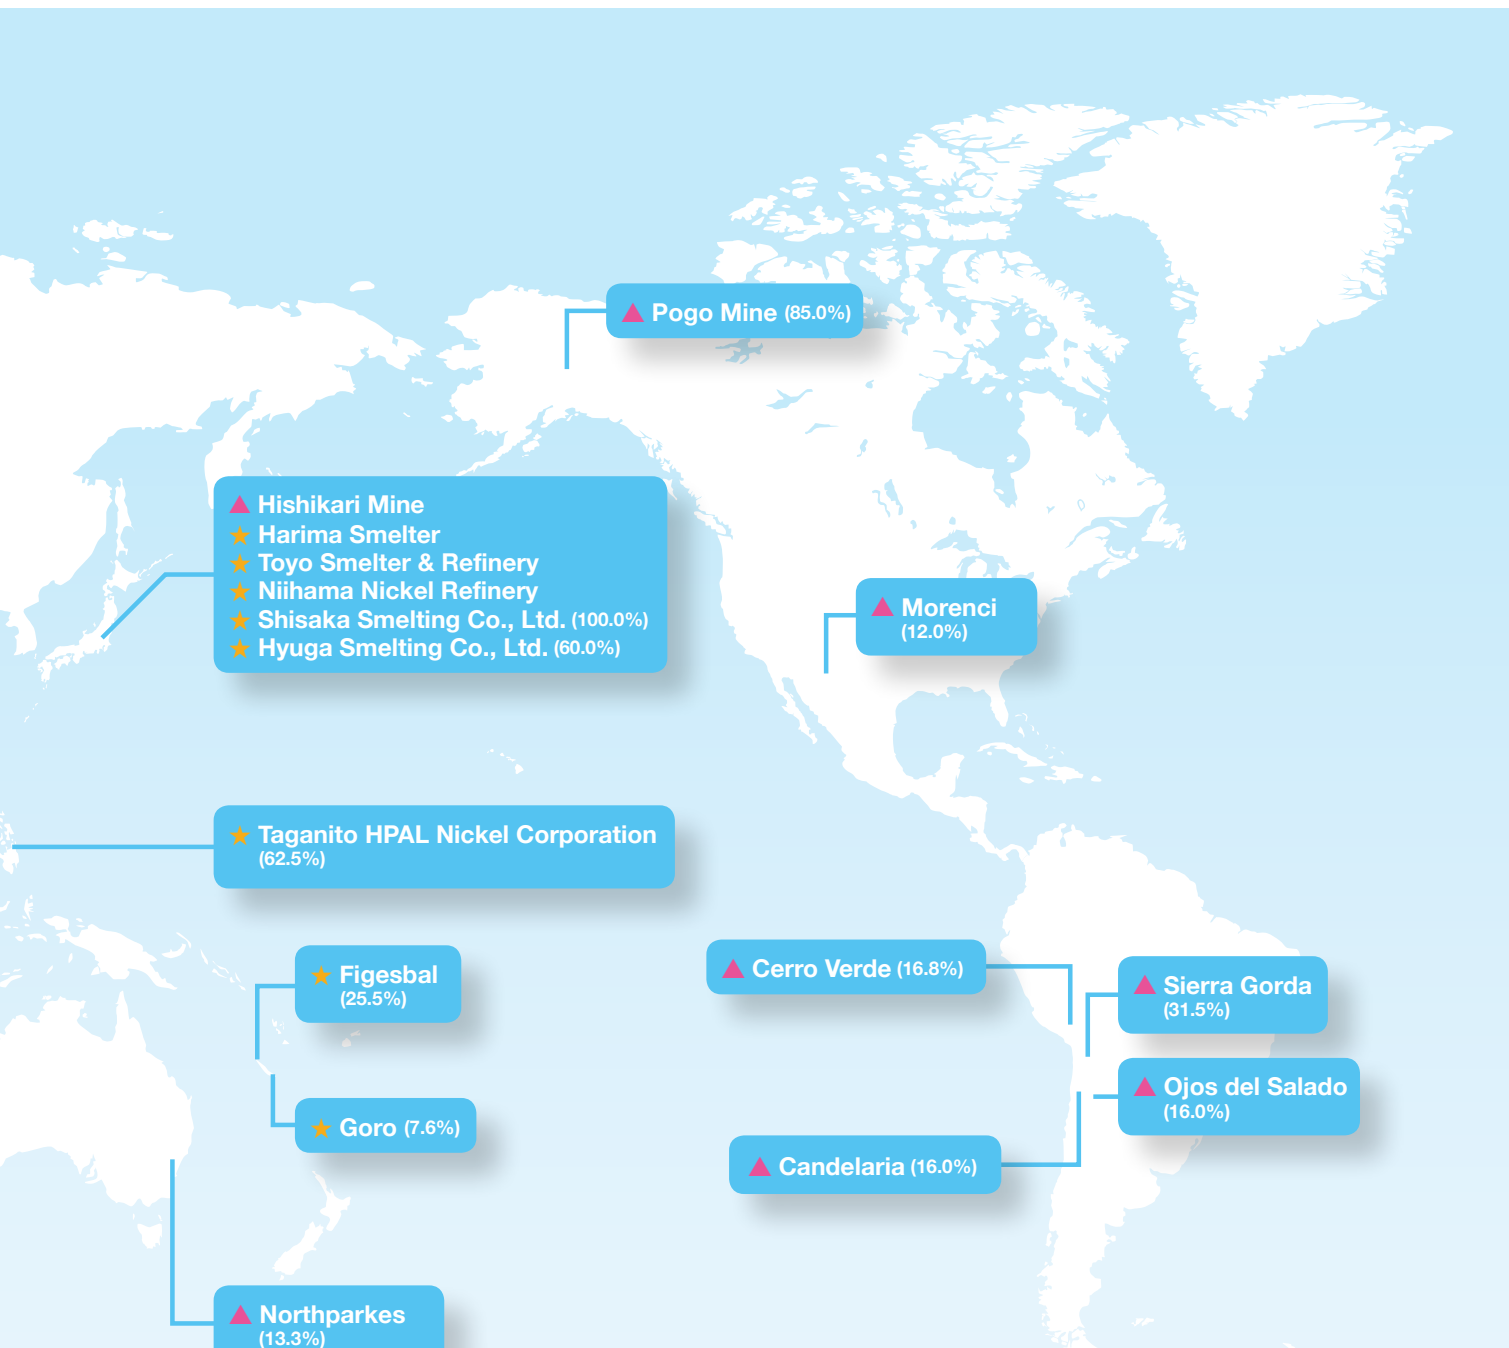 Pogo Mine (85.0%)
Hishikari Mine
Harima Smelter
Toyo Smelter & Refinery
Niihama Nickel Refinery
Shisaka Smelting Co., Ltd. (100.0%)
Hyuga Smelting Co., Ltd. (60.0%)
Morenci
(12.0%)
Taganito HPAL Nickel Corporation
(62.5%)
Figesbal
(25.5%)
Cerro Verde (16.8%)
Sierra Gorda
(31.5%)
Ojos del Salado
(16.0%)
Goro (7.6%)
Candelaria (16.0%)
Northparkes
(13.3%)